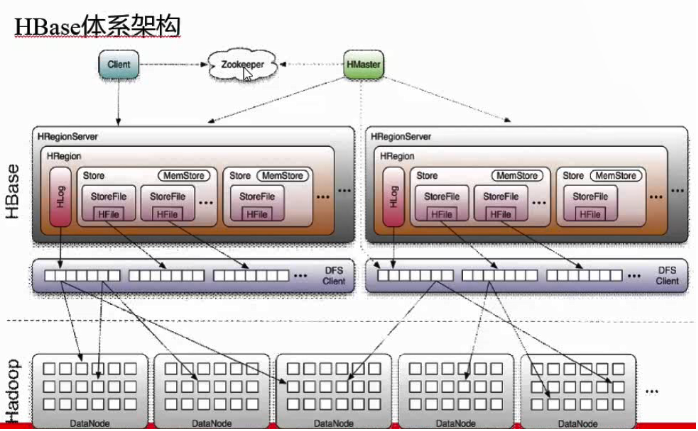 HBase体系架构
Client
Zookeeper
HMaster
HBase
HRegionServer
HRegion
HLog
Store
MemStore
StoreFile
HFile
StoreFile
HFile
...
Store
MemStore
StoreFile
HFile
...
...
DFS
Client
...
HRegionServer
HRegion
HLog
Store
MemStore
StoreFile
HFile
StoreFile
HFile
...
Store
MemStore
StoreFile
HFile
...
...
DFS
Client
...
Hadoop
DataNode
DataNode
DataNode
DataNode
DataNode
...